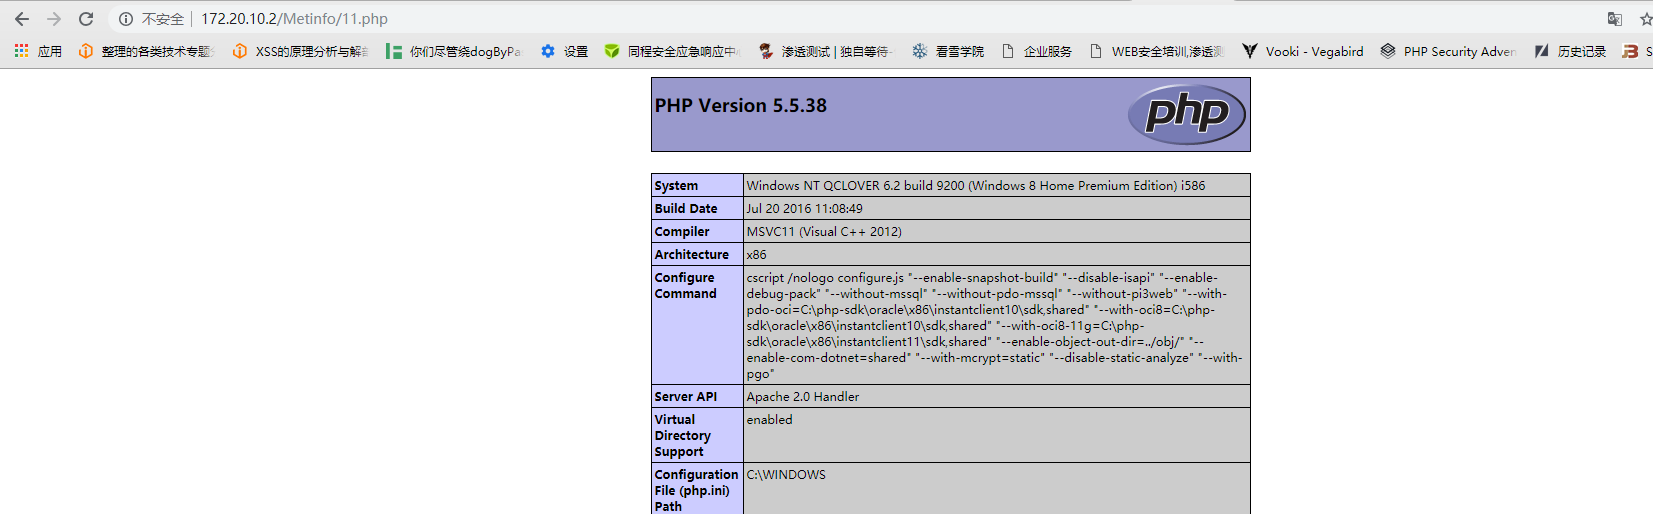 不安全 172.20.10.2/Metinfo/11.php
应用 整理的各类技术专题 XSS的原理分析与解 你们尽管绕dogByPa 设置 同程安全应急响应中 渗透测试 | 独自等待- 看雪学院 企业服务 WEB安全培训,渗透 Vooki - Vegabird PHP Security Adven 历史记录 S
PHP Version 5.5.38
php
System Windows NT QCLOVER 6.2 build 9200 (Windows 8 Home Premium Edition) i586
Build Date Jul 20 2016 11:08:49
Compiler MSVC11 (Visual C++ 2012)
Architecture x86
Configure cscript /nologo configure.js "--enable-snapshot-build" "--disable-isapi" "--enable-
Command debug-pack" "--without-mssql" "--without-pdo-mssql" "--without-pi3web" "--with-
pdo-oci=C:\php-sdk\oracle\x86\instantclient10\sdk,shared" "--with-oci8=C:\php-
sdk\oracle\x86\instantclient10\sdk,shared" "--with-oci8-11g=C:\php-
sdk\oracle\x86\instantclient11\sdk,shared" "--enable-object-out-dir=../obj/" "--
enable-com-dotnet=shared" "--with-mcrypt=static" "--disable-static-analyze" "--with-
pgo"
Server API Apache 2.0 Handler
Virtual enabled
Directory
Support
Configuration C:\WINDOWS
File (php.ini)
Path